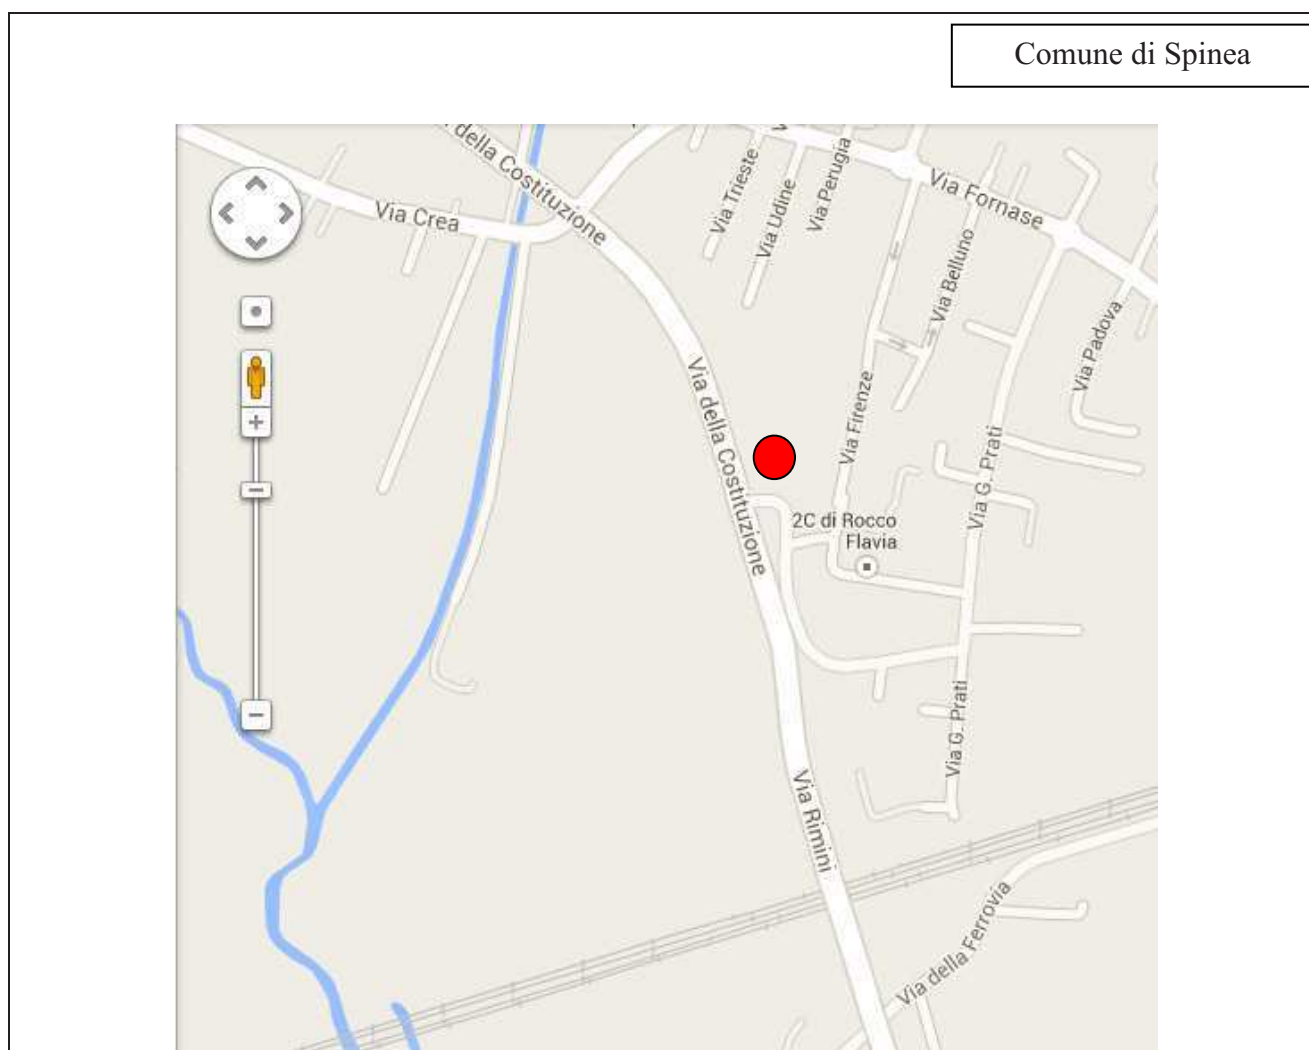 Comune di Spinea
della Costituzione
Via Crea
Via Trieste
Via Udine
Via Perugia
Via Fornase
Via Belluno
Via Padova
Via della Costituzione
Via Firenze
Via G. Prati
2C di Rocco
Flavia
Via G. Prati
Via Rimini
Via della Ferrovia